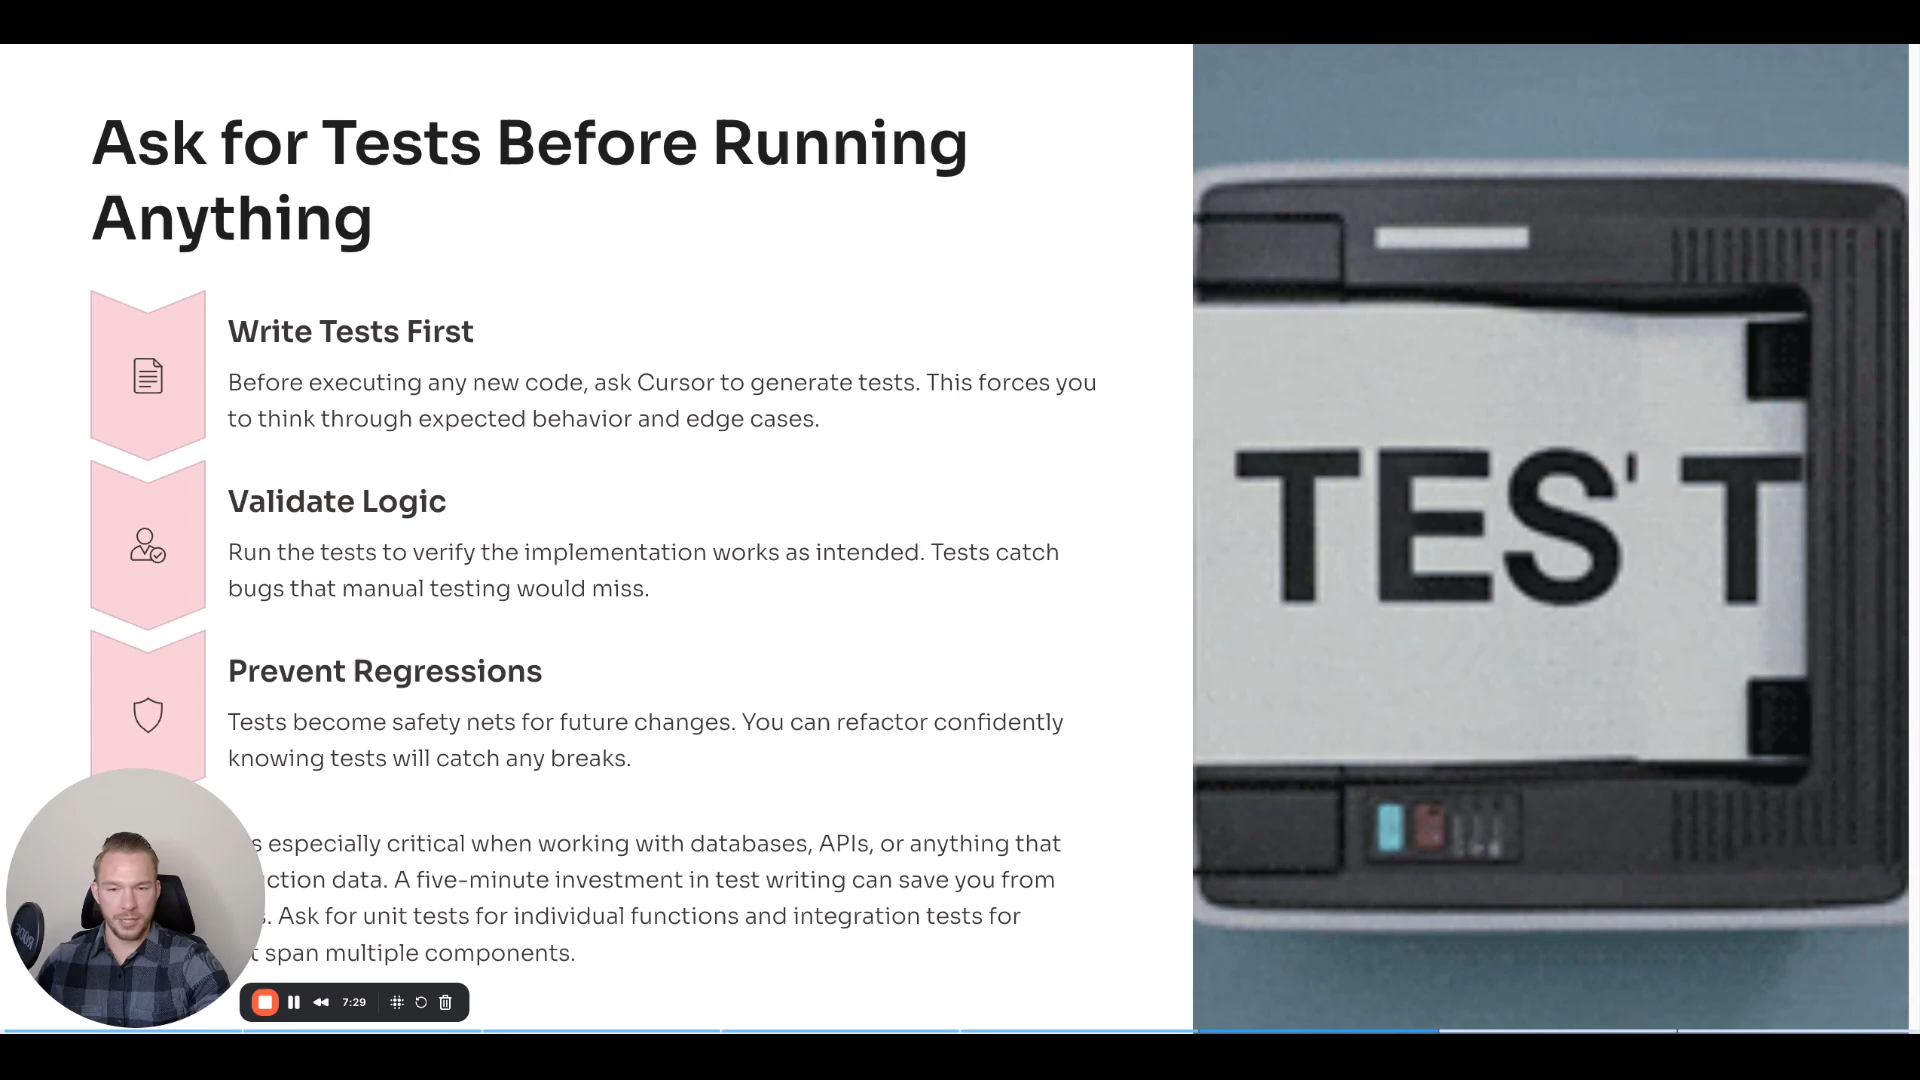 Ask for Tests Before Running
Anything
Write Tests First
Before executing any new code, ask Cursor to generate tests. This forces you
to think through expected behavior and edge cases.
Validate Logic
Run the tests to verify the implementation works as intended. Tests catch
bugs that manual testing would miss.
Prevent Regressions
Tests become safety nets for future changes. You can refactor confidently
knowing tests will catch any breaks.
especially critical when working with databases, APIs, or anything that
data. A five-minute investment in test writing can save you from
Ask for unit tests for individual functions and integration tests for
span multiple components.
TES' T
RODE
7:29